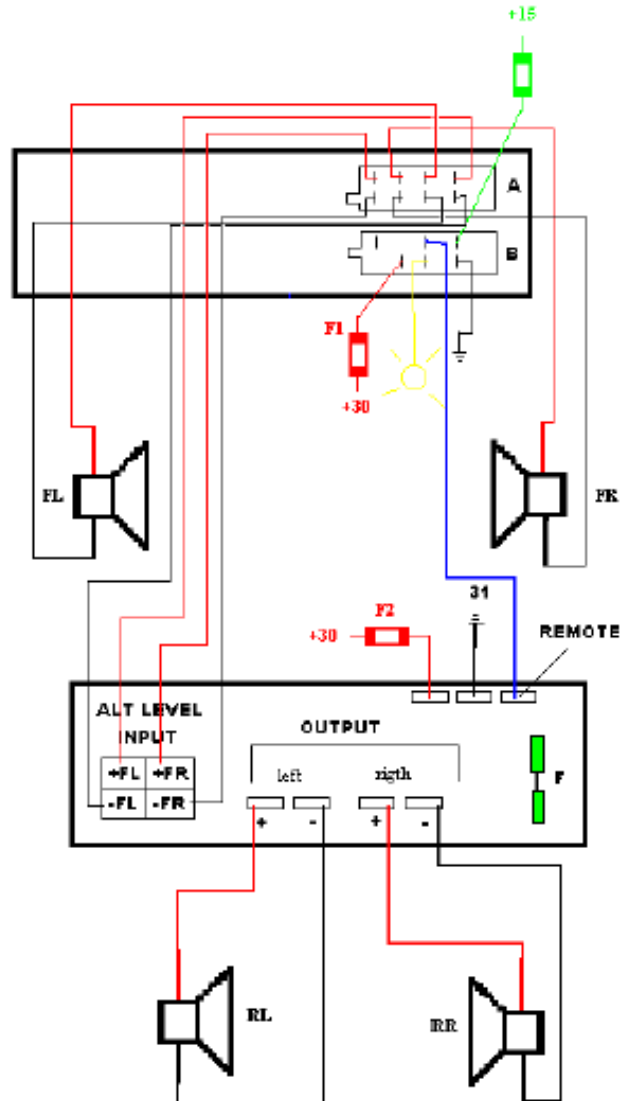 +15
A
B
F1
+30
FL
FR
31
F2
+30
REMOTE
ALT LEVEL
INPUT
OUTPUT
left
rigth
+FL
+FR
-FL
-FR
F
+
-
+
-
RL
RR